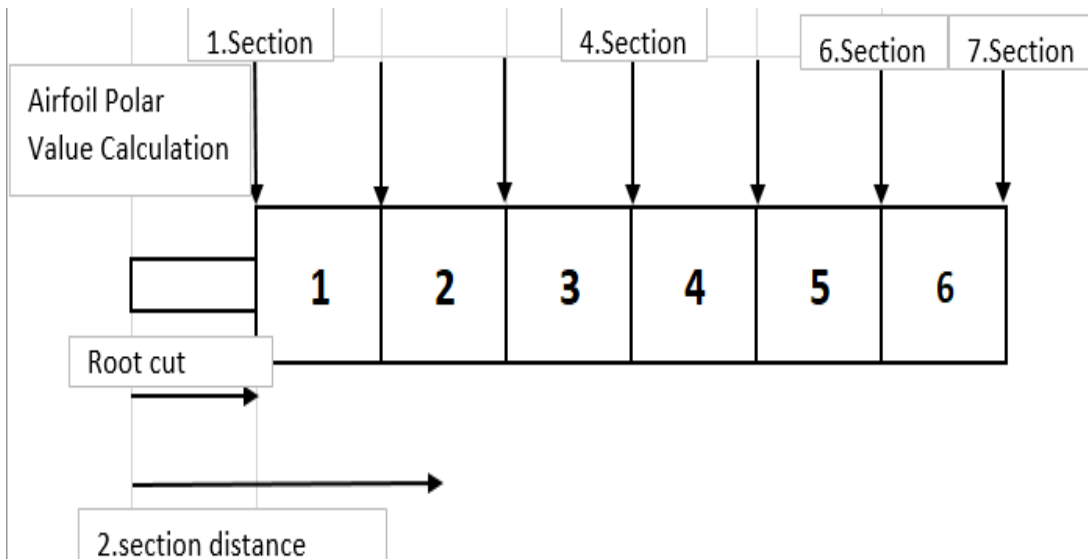 1.Section
4.Section
6.Section
7.Section
Airfoil Polar
Value Calculation
1
2
3
4
5
6
Root cut
2.section distance